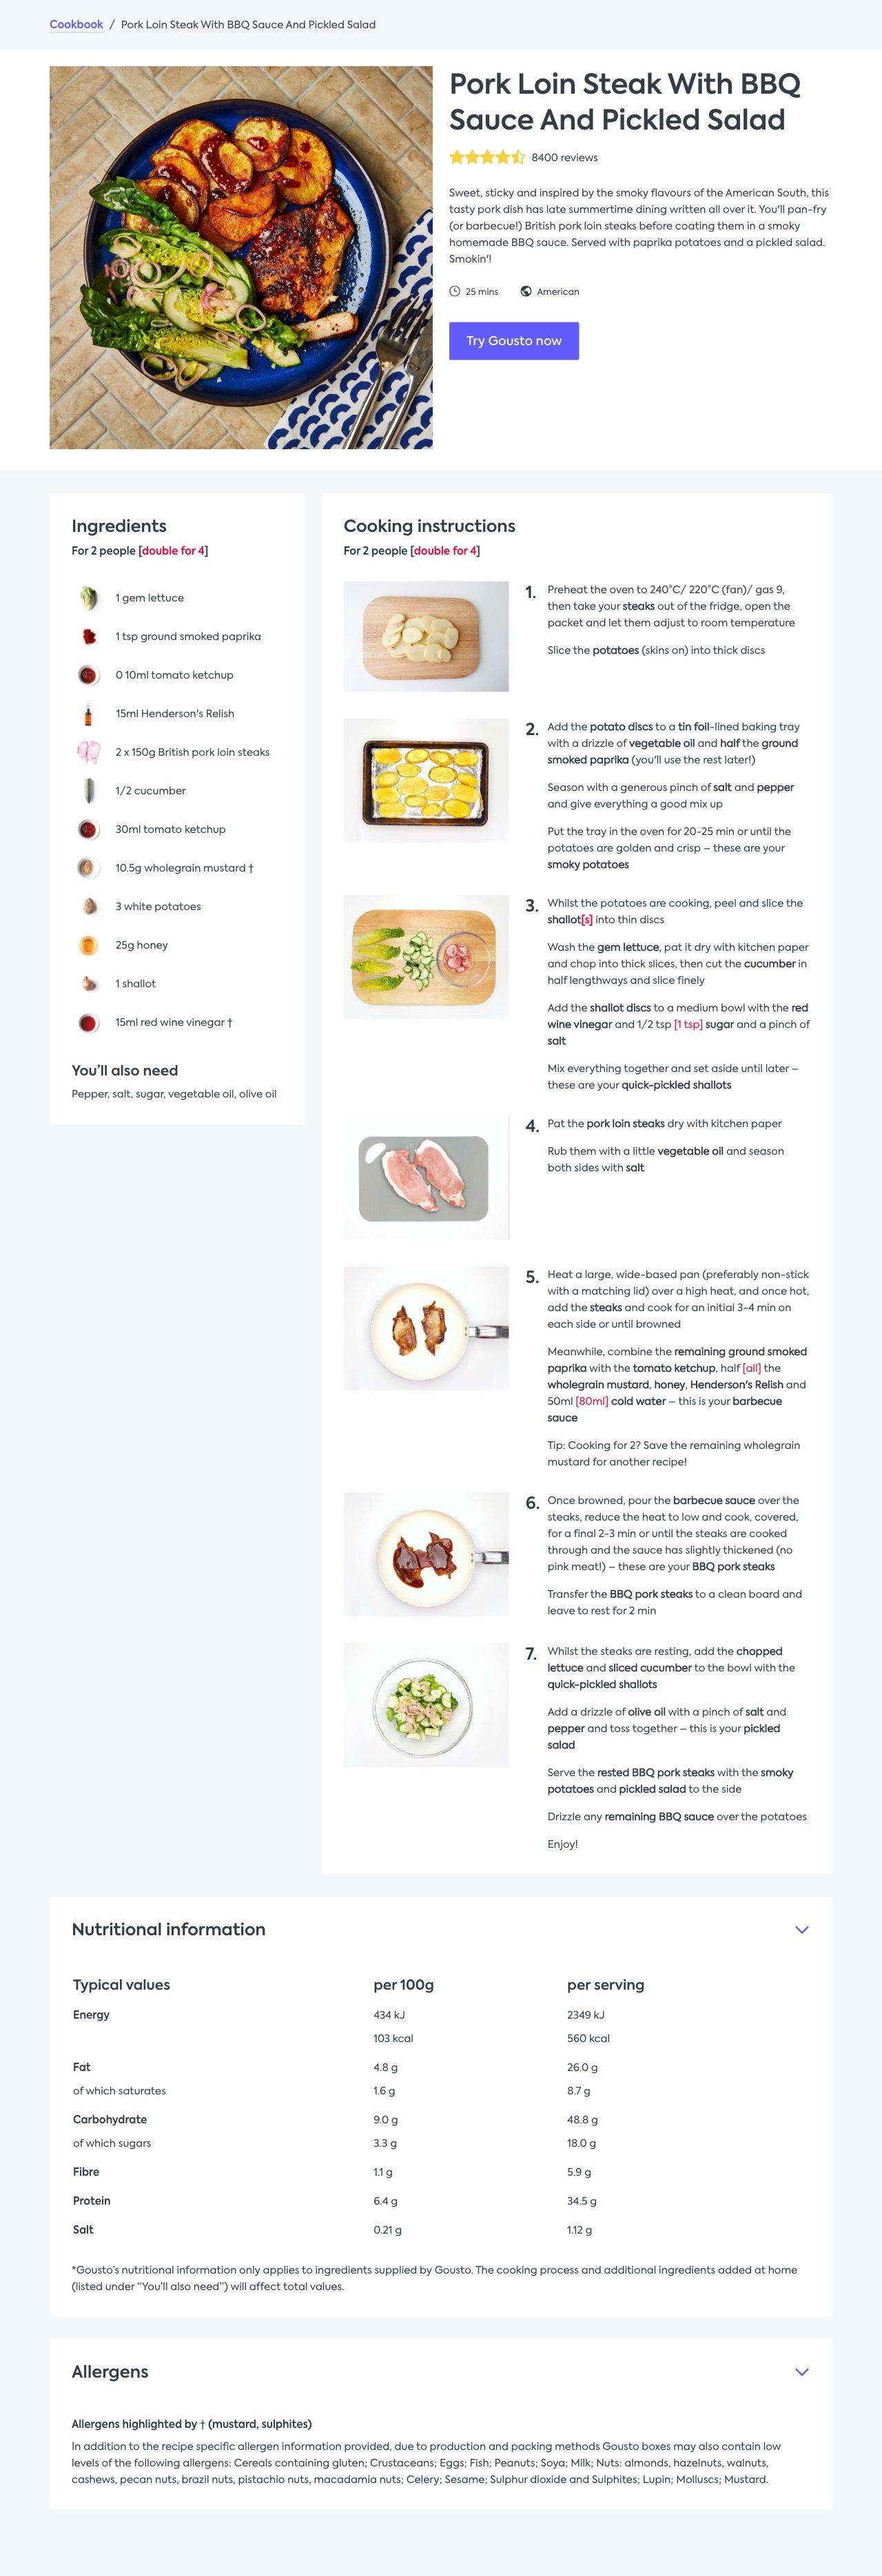 Cookbook / Pork Loin Steak With BBQ Sauce And Pickled Salad
Pork Loin Steak With BBQ
Sauce And Pickled Salad
8400 reviews
Sweet, sticky and inspired by the smoky flavours of the American South, this
tasty pork dish has late summertime dining written all over it. You'll pan-fry
(or barbecue!) British pork loin steaks before coating them in a smoky
homemade BBQ sauce. Served with paprika potatoes and a pickled salad.
Smokin'!
25 mins American
Try Gousto now
Ingredients
For 2 people [double for 4]
1 gem lettuce
1 tsp ground smoked paprika
0 10ml tomato ketchup
15ml Henderson's Relish
2 x 150g British pork loin steaks
1/2 cucumber
30ml tomato ketchup
10.5g wholegrain mustard †
3 white potatoes
25g honey
1 shallot
15ml red wine vinegar †
You'll also need
Pepper, salt, sugar, vegetable oil, olive oil
Cooking instructions
For 2 people [double for 4]
1. Preheat the oven to 240°C/ 220°C (fan)/ gas 9,
then take your steaks out of the fridge, open the
packet and let them adjust to room temperature
Slice the potatoes (skins on) into thick discs
2. Add the potato discs to a tin foil-lined baking tray
with a drizzle of vegetable oil and half the ground
smoked paprika (you'll use the rest later!)
Season with a generous pinch of salt and pepper
and give everything a good mix up
Put the tray in the oven for 20-25 min or until the
potatoes are golden and crisp – these are your
smoky potatoes
3. Whilst the potatoes are cooking, peel and slice the
shallot[s] into thin discs
Wash the gem lettuce, pat it dry with kitchen paper
and chop into thick slices, then cut the cucumber in
half lengthways and slice finely
Add the shallot discs to a medium bowl with the red
wine vinegar and 1/2 tsp [1 tsp] sugar and a pinch of
salt
Mix everything together and set aside until later –
these are your quick-pickled shallots
4. Pat the pork loin steaks dry with kitchen paper
Rub them with a little vegetable oil and season
both sides with salt
5. Heat a large, wide-based pan (preferably non-stick
with a matching lid) over a high heat, and once hot,
add the steaks and cook for an initial 3-4 min on
each side or until browned
Meanwhile, combine the remaining ground smoked
paprika with the tomato ketchup, half [all] the
wholegrain mustard, honey, Henderson's Relish and
50ml [80ml] cold water – this is your barbecue
sauce
Tip: Cooking for 2? Save the remaining wholegrain
mustard for another recipe!
6. Once browned, pour the barbecue sauce over the
steaks, reduce the heat to low and cook, covered,
for a final 2-3 min or until the steaks are cooked
through and the sauce has slightly thickened (no
pink meat!) – these are your BBQ pork steaks
Transfer the BBQ pork steaks to a clean board and
leave to rest for 2 min
7. Whilst the steaks are resting, add the chopped
lettuce and sliced cucumber to the bowl with the
quick-pickled shallots
Add a drizzle of olive oil with a pinch of salt and
pepper and toss together – this is your pickled
salad
Serve the rested BBQ pork steaks with the smoky
potatoes and pickled salad to the side
Drizzle any remaining BBQ sauce over the potatoes
Enjoy!
Nutritional information
Typical values per 100g per serving
Energy 434 kJ 2349 kJ
103 kcal 560 kcal
Fat 4.8 g 26.0 g
of which saturates 1.6 g 8.7 g
Carbohydrate 9.0 g 48.8 g
of which sugars 3.3 g 18.0 g
Fibre 1.1 g 5.9 g
Protein 6.4 g 34.5 g
Salt 0.21 g 1.12 g
*Gousto's nutritional information only applies to ingredients supplied by Gousto. The cooking process and additional ingredients added at home
(listed under “You'll also need”) will affect total values.
Allergens
Allergens highlighted by † (mustard, sulphites)
In addition to the recipe specific allergen information provided, due to production and packing methods Gousto boxes may also contain low
levels of the following allergens: Cereals containing gluten; Crustaceans; Eggs; Fish; Peanuts; Soya; Milk; Nuts: almonds, hazelnuts, walnuts,
cashews, pecan nuts, brazil nuts, pistachio nuts, macadamia nuts; Celery; Sesame; Sulphur dioxide and Sulphites; Lupin; Molluscs; Mustard.